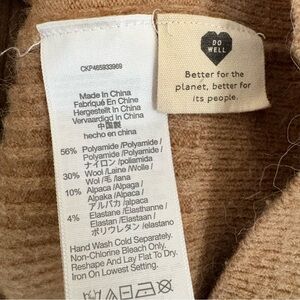 CKP465933969
Made In China
Fabriqué En Chine
Hergestellt In China
Vervaardigd in China
中国製
hecho en china
56% Polyamide/Polyamide/
Polyamide/Polyamide/
ナイロン/poliamida
30% Wool/Laine/Wolle/
Wol/毛/lana
10% Alpaca/Alpaga/
Alpaka/Alpaca/
アルパカ/alpaca
4% Elastane/Élasthanne/
Elastan/Elastaan/
ポリウレタン/elastano
Hand Wash Cold Separately.
Non-Chlorine Bleach Only.
Reshape And Lay Flat To Dry.
Iron On Lowest Setting.
DO
WELL
Better for the
planet, better for
its people.